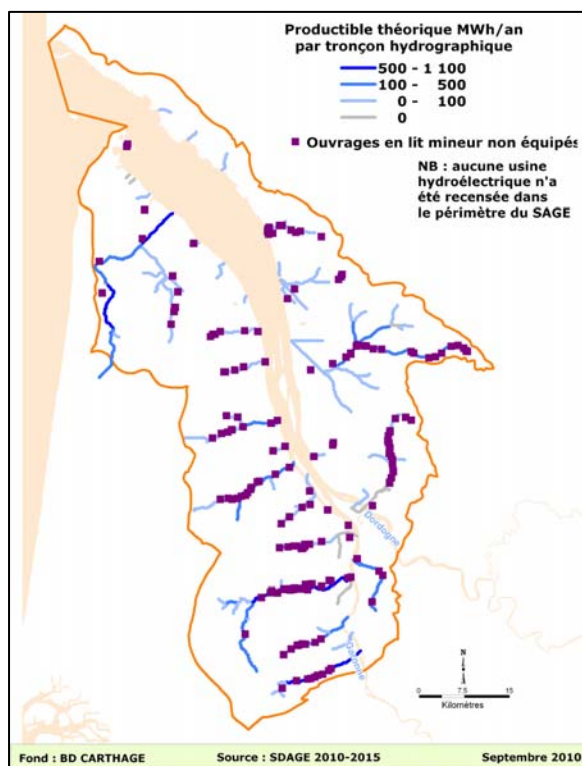 Productible théorique MWh/an
par tronçon hydrographique
500 - 1 100
100 - 500
0 - 100
0
Ouvrages en lit mineur non équipés
NB : aucune usine
hydroélectrique n'a
été recensée dans
le périmètre du SAGE
Dordogne
Garonne
N
0 7.5 15
Kilomètres
Fond : BD CARTHAGE Source : SDAGE 2010-2015 Septembre 2010